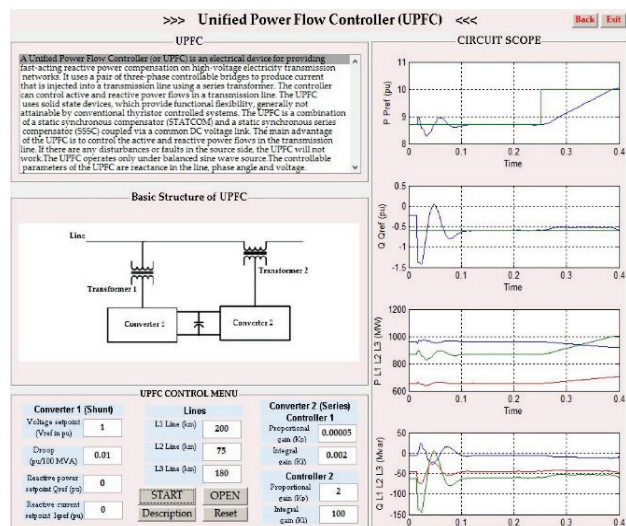 >>> Unified Power Flow Controller (UPFC) <<<
Back Exit
UPFC
A Unified Power Flow Controller (or UPFC) is an electrical device for providing
fast-acting reactive power compensation on high-voltage electricity transmission
networks. It uses a pair of three-phase controllable bridges to produce current
that is injected into a transmission line using a series transformer. The controller
can control active and reactive power flows in a transmission line. The UPFC
uses solid state devices, which provide functional flexibility, generally not
attainable by conventional thyristor controlled systems. The UPFC is a combination
of a static synchronous compensator (STATCOM) and a static synchronous series
compensator (SSSC) coupled via a common DC voltage link. The main advantage
of the UPFC is to control the active and reactive power flows in the transmission
line. If there are any disturbances or faults in the source side, the UPFC will not
work.The UPFC operates only under balanced sine wave source.The controllable
parameters of the UPFC are reactance in the line, phase angle and voltage.
Basic Structure of UPFC
Line
Transformer 2
Transformer 1
Converter 1
Converter 2
UPFC CONTROL MENU
Converter 1 (Shunt)
Voltage setpoint
(Vref in pu)
1
Droop
(pu/100 MVA)
0.01
Reactive power
setpoint Qref (pu)
0
Reactive current
setpoint Iqref (pu)
0
Lines
L1 Line (km)
200
L2 Line (km)
75
L3 Line (km)
180
START
OPEN
Description
Reset
Converter 2 (Series)
Controller 1
Proportional
gain (Kp)
0.00005
Integral
gain (Ki)
0.002
Controller 2
Proportional
gain (Kp)
2
Integral
gain (Ki)
100
CIRCUIT SCOPE
P Pref (pu)
11
10
9
8
0 0.1 0.2 0.3 0.4
Time
Q Qref (pu)
0.5
0
-0.5
-1
-1.5
0 0.1 0.2 0.3 0.4
Time
P L1 L2 L3 (MW)
1200
1000
800
600
0 0.1 0.2 0.3 0.4
Time
Q L1 L2 L3 (Mvar)
50
0
-50
-100
-150
0 0.1 0.2 0.3 0.4
Time